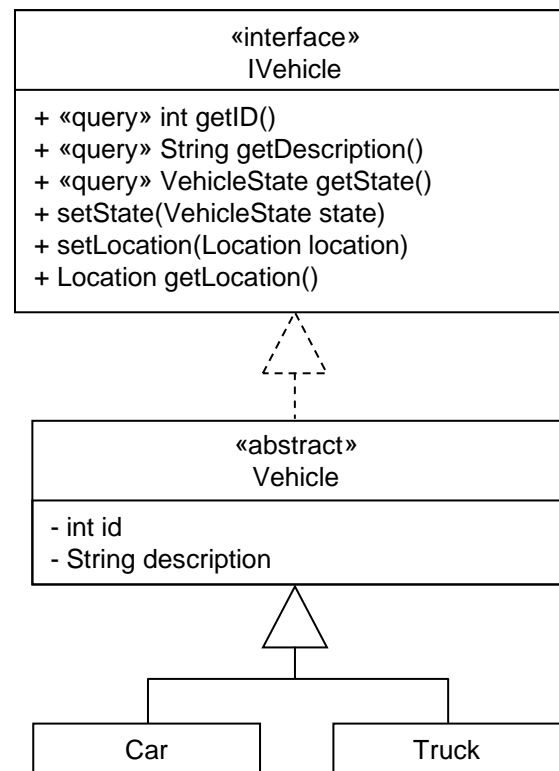 «interface»
IVehicle
+ «query» int getID()
+ «query» String getDescription()
+ «query» VehicleState getState()
+ setState(VehicleState state)
+ setLocation(Location location)
+ Location getLocation()
«abstract»
Vehicle
- int id
- String description
Car
Truck